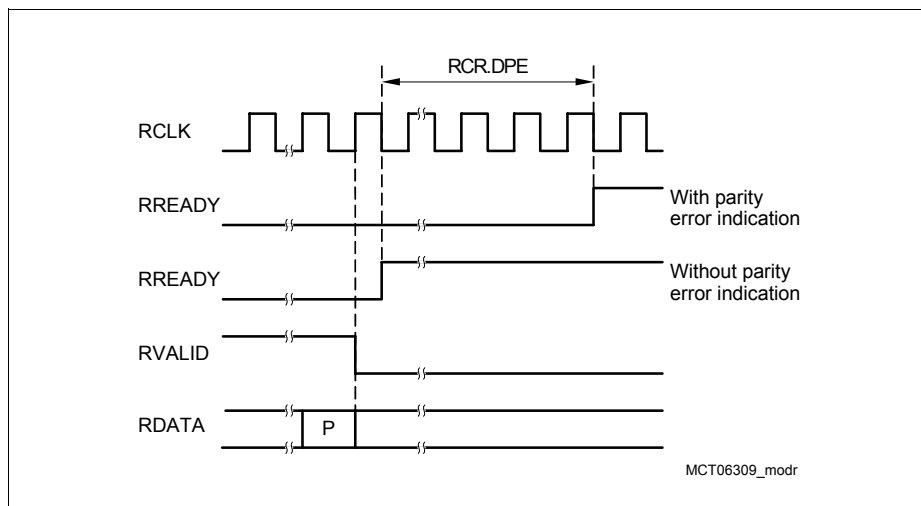 RCR.DPE
RCLK
RREADY
With parity
error indication
RREADY
Without parity
error indication
RVALID
RDATA
P
MCT06309_modr